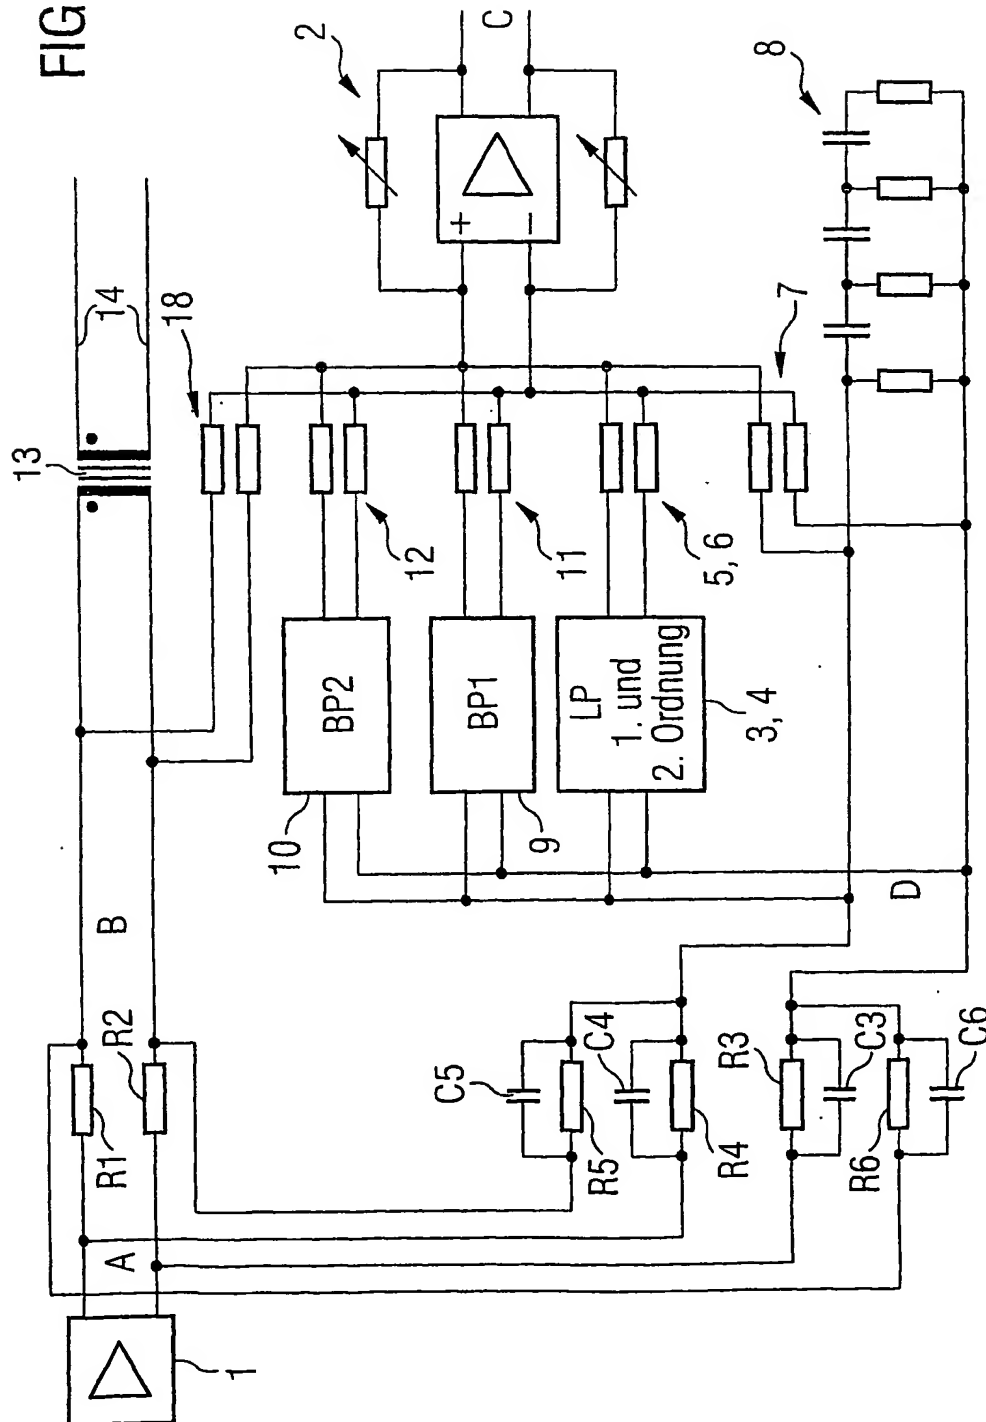 FIG
14
13
18
2
C
+
−
8
7
12
11
5, 6
BP2
BP1
LP
1. und
2. Ordnung
3, 4
10
9
B
D
R2
R1
A
1
C5
C4
R5
R4
R3
C3
R6
C6